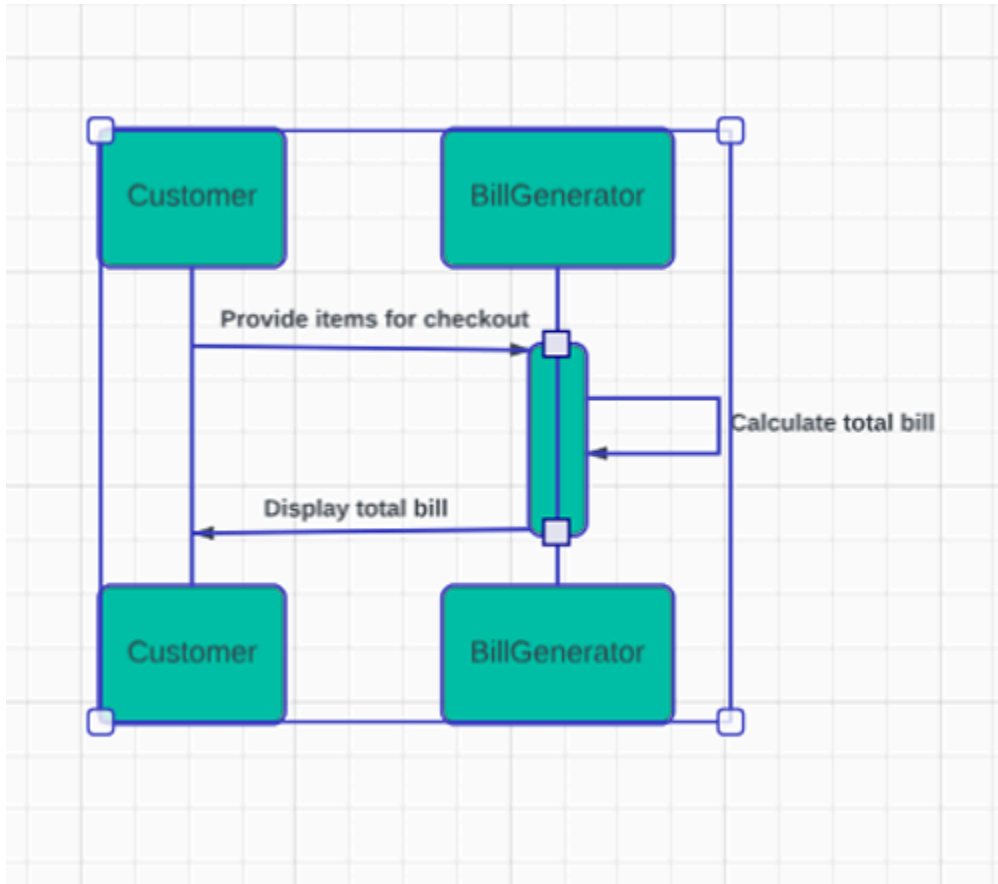 Customer
BillGenerator
Provide items for checkout
Calculate total bill
Display total bill
Customer
BillGenerator